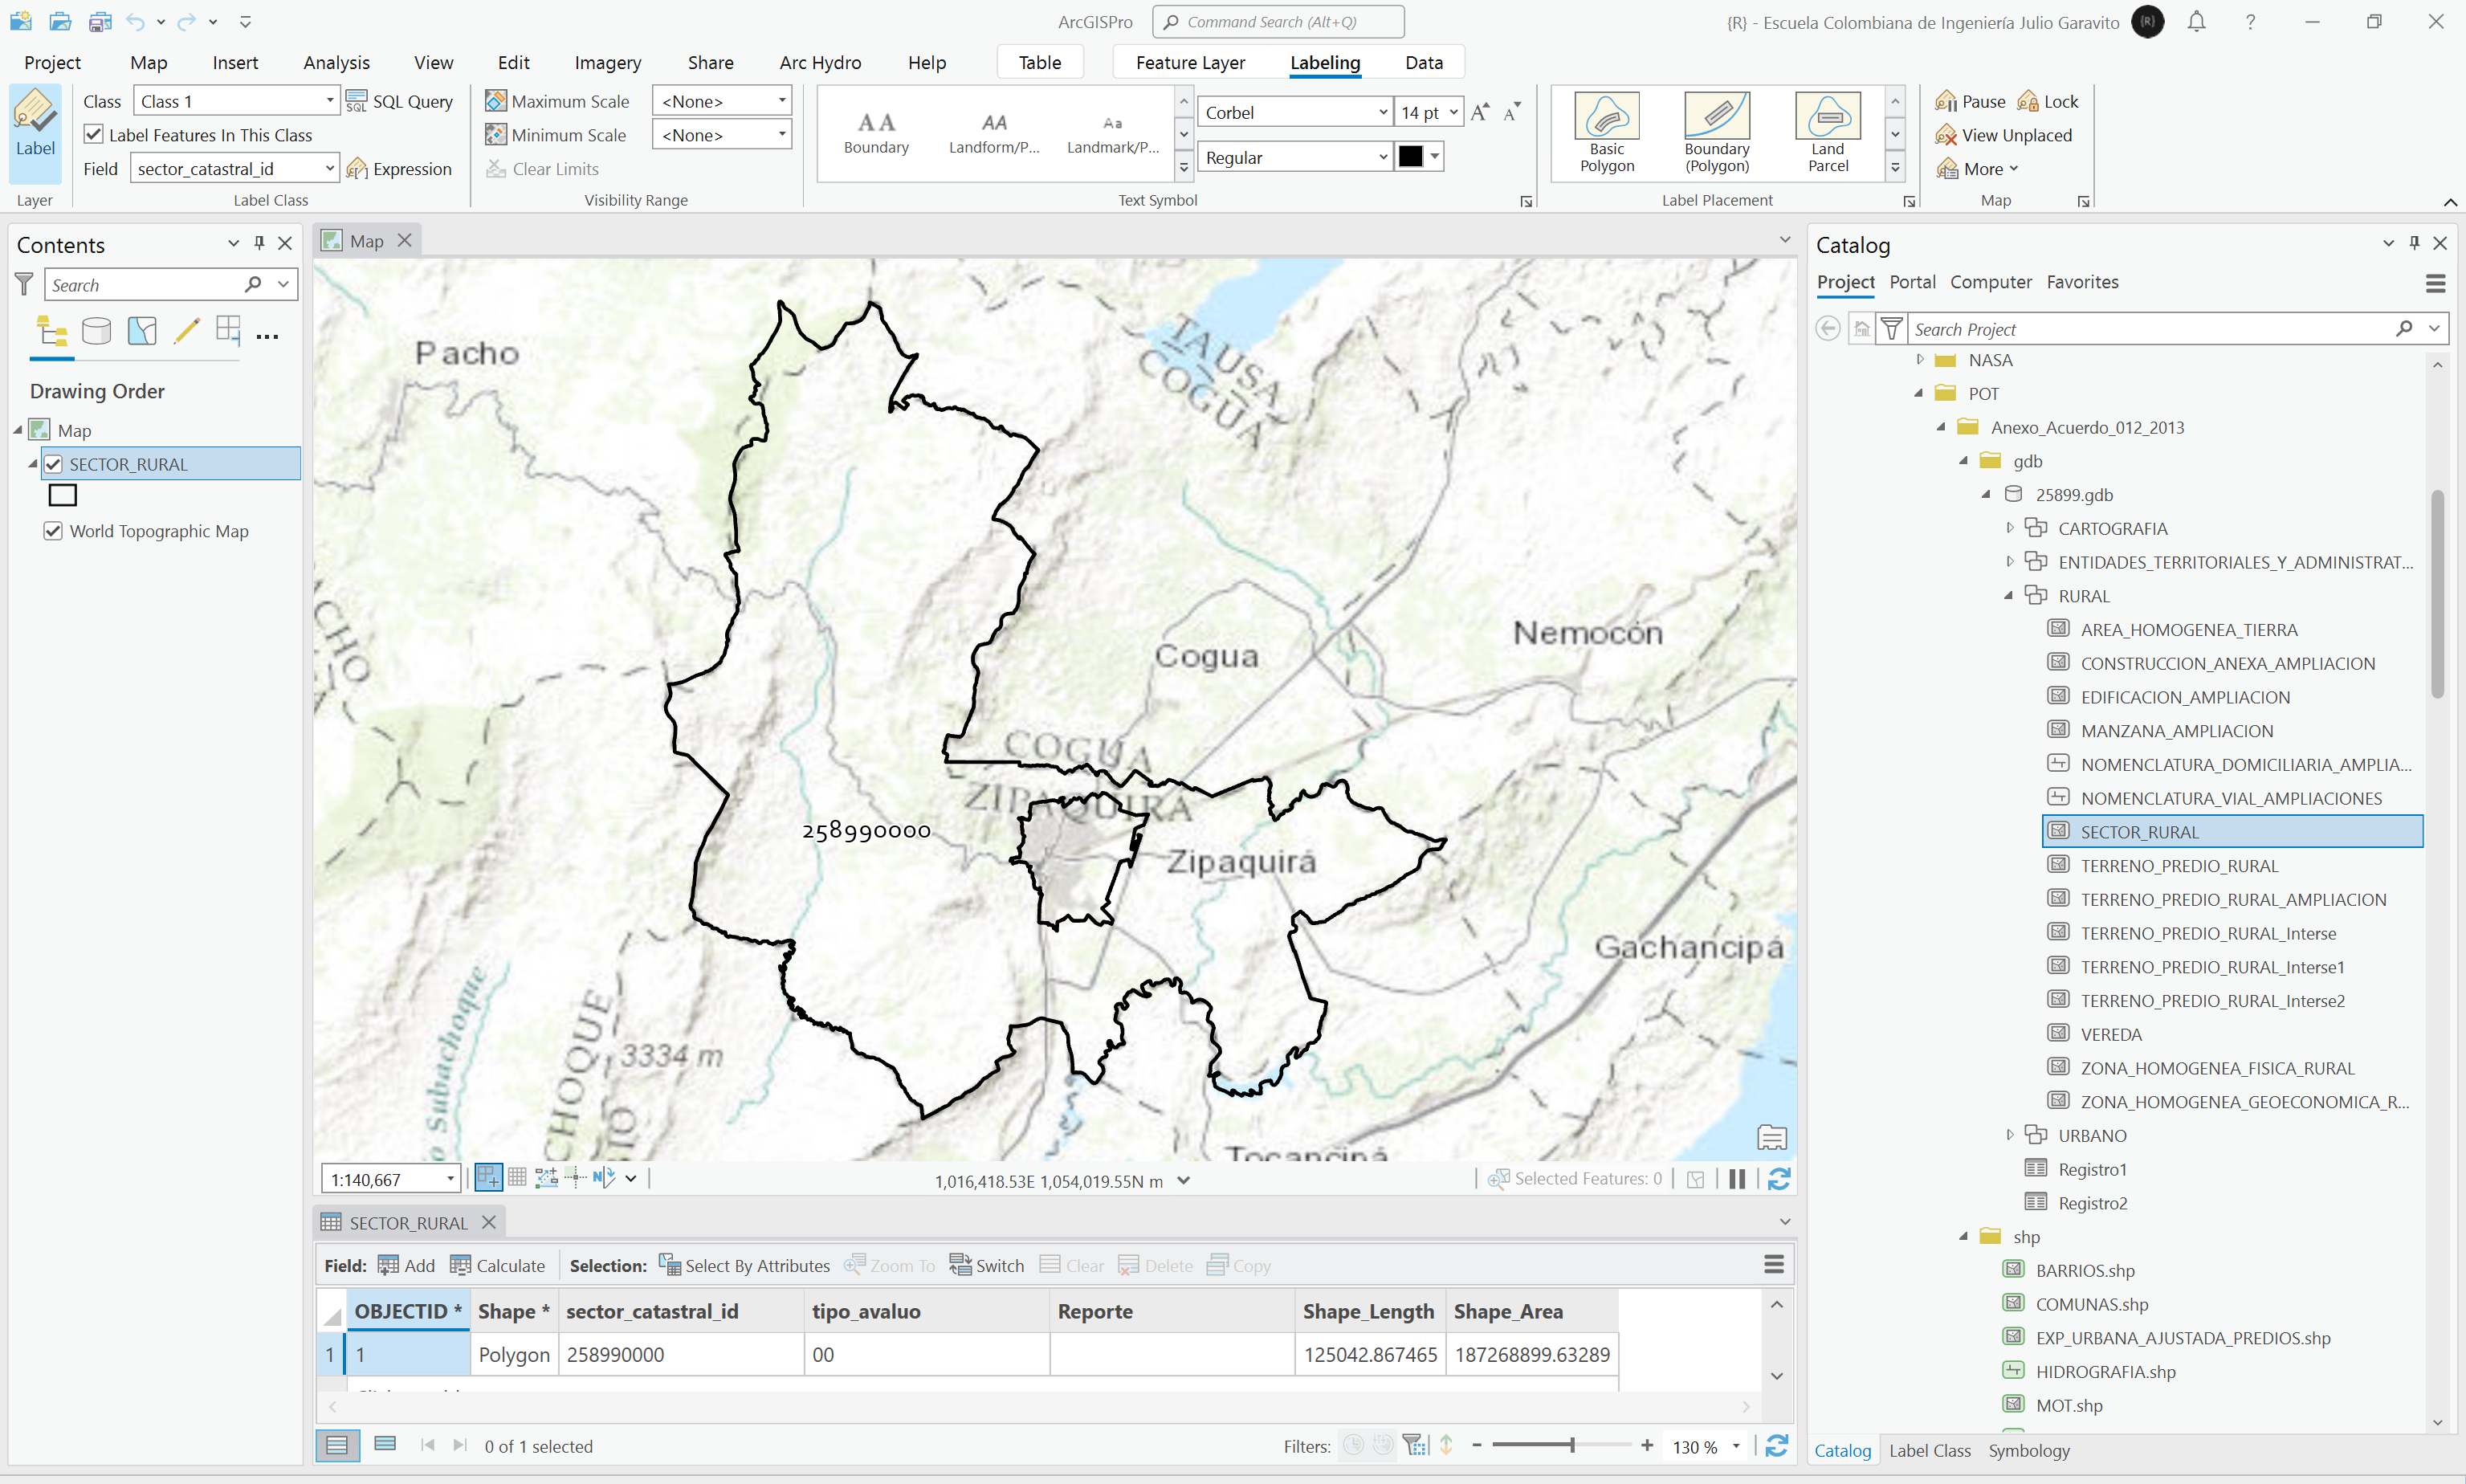 ArcGISPro
Command Search (Alt+Q)
{R} - Escuela Colombiana de Ingeniería Julio Garavito
{R}
?
Project Map Insert Analysis View Edit Imagery Share Arc Hydro Help Table Feature Layer Labeling Data
Label
Layer
Class Class 1 SQL Query
Label Features In This Class
Field sector_catastral_id Expression
Label Class
Maximum Scale <None>
Minimum Scale <None>
Clear Limits
Visibility Range
AA Boundary
AA Landform/P...
Aa Landmark/P...
Corbel 14 pt
Regular
Text Symbol
Basic Polygon
Boundary (Polygon)
Land Parcel
Label Placement
Pause Lock
View Unplaced
More
Map
Contents
Search
Drawing Order
Map
SECTOR_RURAL
World Topographic Map
Map
Pacho
TAUSA
COGUA
Nemocón
Cogua
CHO
COGUA
ZIPAQUIRÁ
258990000
Zipaquirá
Gachancipá
o Subachoque
CHOQUE
3334 m
Tocancipá
1:140,667
1,016,418.53E 1,054,019.55N m
Selected Features: 0
SECTOR_RURAL
Field: Add Calculate Selection: Select By Attributes Zoom To Switch Clear Delete Copy
OBJECTID * Shape * sector_catastral_id tipo_avaluo Reporte Shape_Length Shape_Area
1 1 Polygon 258990000 00 125042.867465 187268899.63289
0 of 1 selected
Filters: 130 %
Catalog
Project Portal Computer Favorites
Search Project
NASA
POT
Anexo_Acuerdo_012_2013
gdb
25899.gdb
CARTOGRAFIA
ENTIDADES_TERRITORIALES_Y_ADMINISTRAT...
RURAL
AREA_HOMOGENEA_TIERRA
CONSTRUCCION_ANEXA_AMPLIACION
EDIFICACION_AMPLIACION
MANZANA_AMPLIACION
NOMENCLATURA_DOMICILIARIA_AMPLIA...
NOMENCLATURA_VIAL_AMPLIACIONES
SECTOR_RURAL
TERRENO_PREDIO_RURAL
TERRENO_PREDIO_RURAL_AMPLIACION
TERRENO_PREDIO_RURAL_Interse
TERRENO_PREDIO_RURAL_Interse1
TERRENO_PREDIO_RURAL_Interse2
VEREDA
ZONA_HOMOGENEA_FISICA_RURAL
ZONA_HOMOGENEA_GEOECONOMICA_R...
URBANO
Registro1
Registro2
shp
BARRIOS.shp
COMUNAS.shp
EXP_URBANA_AJUSTADA_PREDIOS.shp
HIDROGRAFIA.shp
MOT.shp
Catalog Label Class Symbology